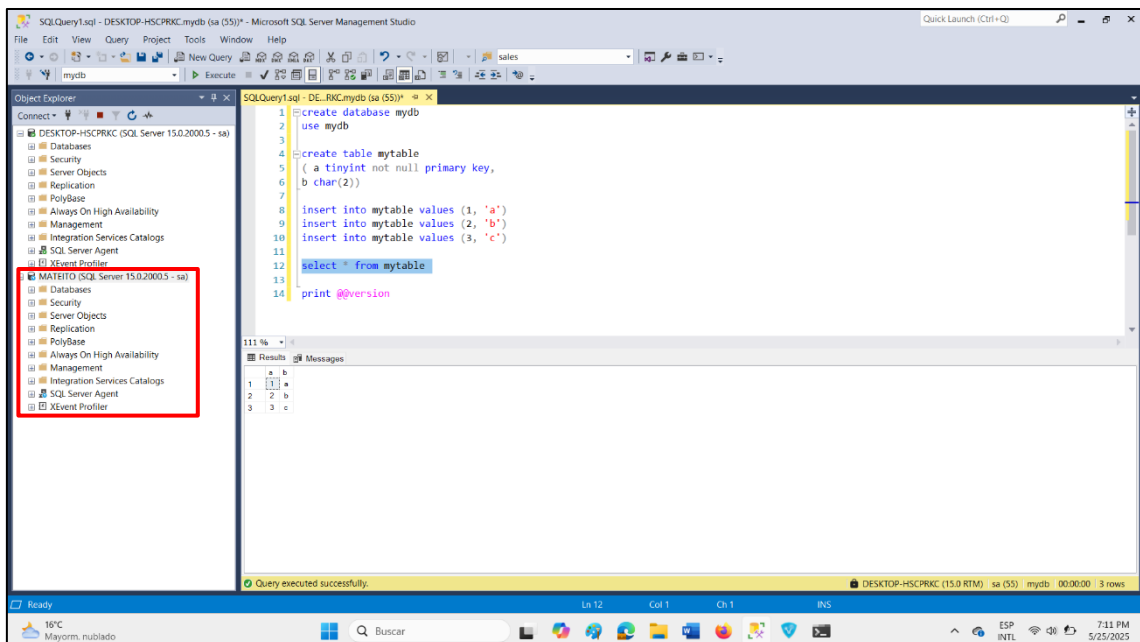 SQLQuery1.sql - DESKTOP-HSCPRKC.mydb (sa (55))* - Microsoft SQL Server Management Studio
Quick Launch (Ctrl+Q)
File Edit View Query Project Tools Window Help
New Query
sales
mydb
Execute
Object Explorer
Connect
DESKTOP-HSCPRKC (SQL Server 15.0.2000.5 - sa)
Databases
Security
Server Objects
Replication
PolyBase
Always On High Availability
Management
Integration Services Catalogs
SQL Server Agent
XEvent Profiler
MATEITO (SQL Server 15.0.2000.5 - sa)
Databases
Security
Server Objects
Replication
PolyBase
Always On High Availability
Management
Integration Services Catalogs
SQL Server Agent
XEvent Profiler
SQLQuery1.sql - DE...RKC.mydb (sa (55))*
1 create database mydb
2 use mydb
3
4 create table mytable
5 ( a tinyint not null primary key,
6 b char(2))
7
8 insert into mytable values (1, 'a')
9 insert into mytable values (2, 'b')
10 insert into mytable values (3, 'c')
11
12 select * from mytable
13
14 print @@version
111 %
Results Messages
a b
1 1 a
2 2 b
3 3 c
Query executed successfully.
DESKTOP-HSCPRKC (15.0 RTM) sa (55) mydb 00:00:00 3 rows
Ready
Ln 12 Col 1 Ch 1 INS
16°C
Mayorm. nublado
Buscar
ESP
INTL
7:11 PM